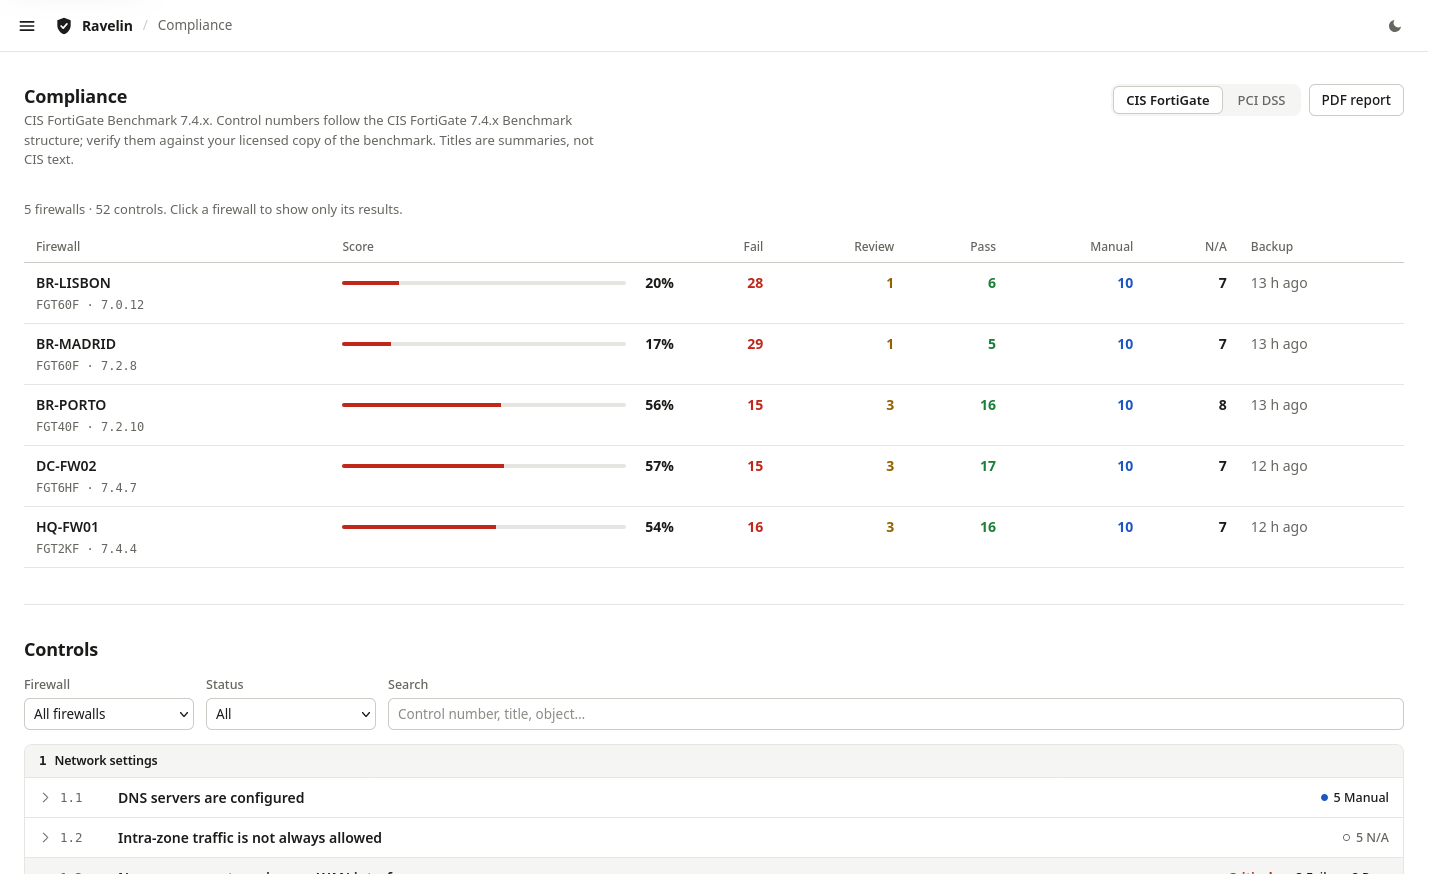 Ravelin / Compliance
Compliance
CIS FortiGate PCI DSS PDF report
CIS FortiGate Benchmark 7.4.x. Control numbers follow the CIS FortiGate 7.4.x Benchmark
structure; verify them against your licensed copy of the benchmark. Titles are summaries, not
CIS text.
5 firewalls · 52 controls. Click a firewall to show only its results.
Firewall Score Fail Review Pass Manual N/A Backup
BR-LISBON 20% 28 1 6 10 7 13 h ago
FGT60F · 7.0.12
BR-MADRID 17% 29 1 5 10 7 13 h ago
FGT60F · 7.2.8
BR-PORTO 56% 15 3 16 10 8 13 h ago
FGT40F · 7.2.10
DC-FW02 57% 15 3 17 10 7 12 h ago
FGT6HF · 7.4.7
HQ-FW01 54% 16 3 16 10 7 12 h ago
FGT2KF · 7.4.4
Controls
Firewall Status Search
All firewalls All Control number, title, object...
1 Network settings
1.1 DNS servers are configured 5 Manual
1.2 Intra-zone traffic is not always allowed 5 N/A